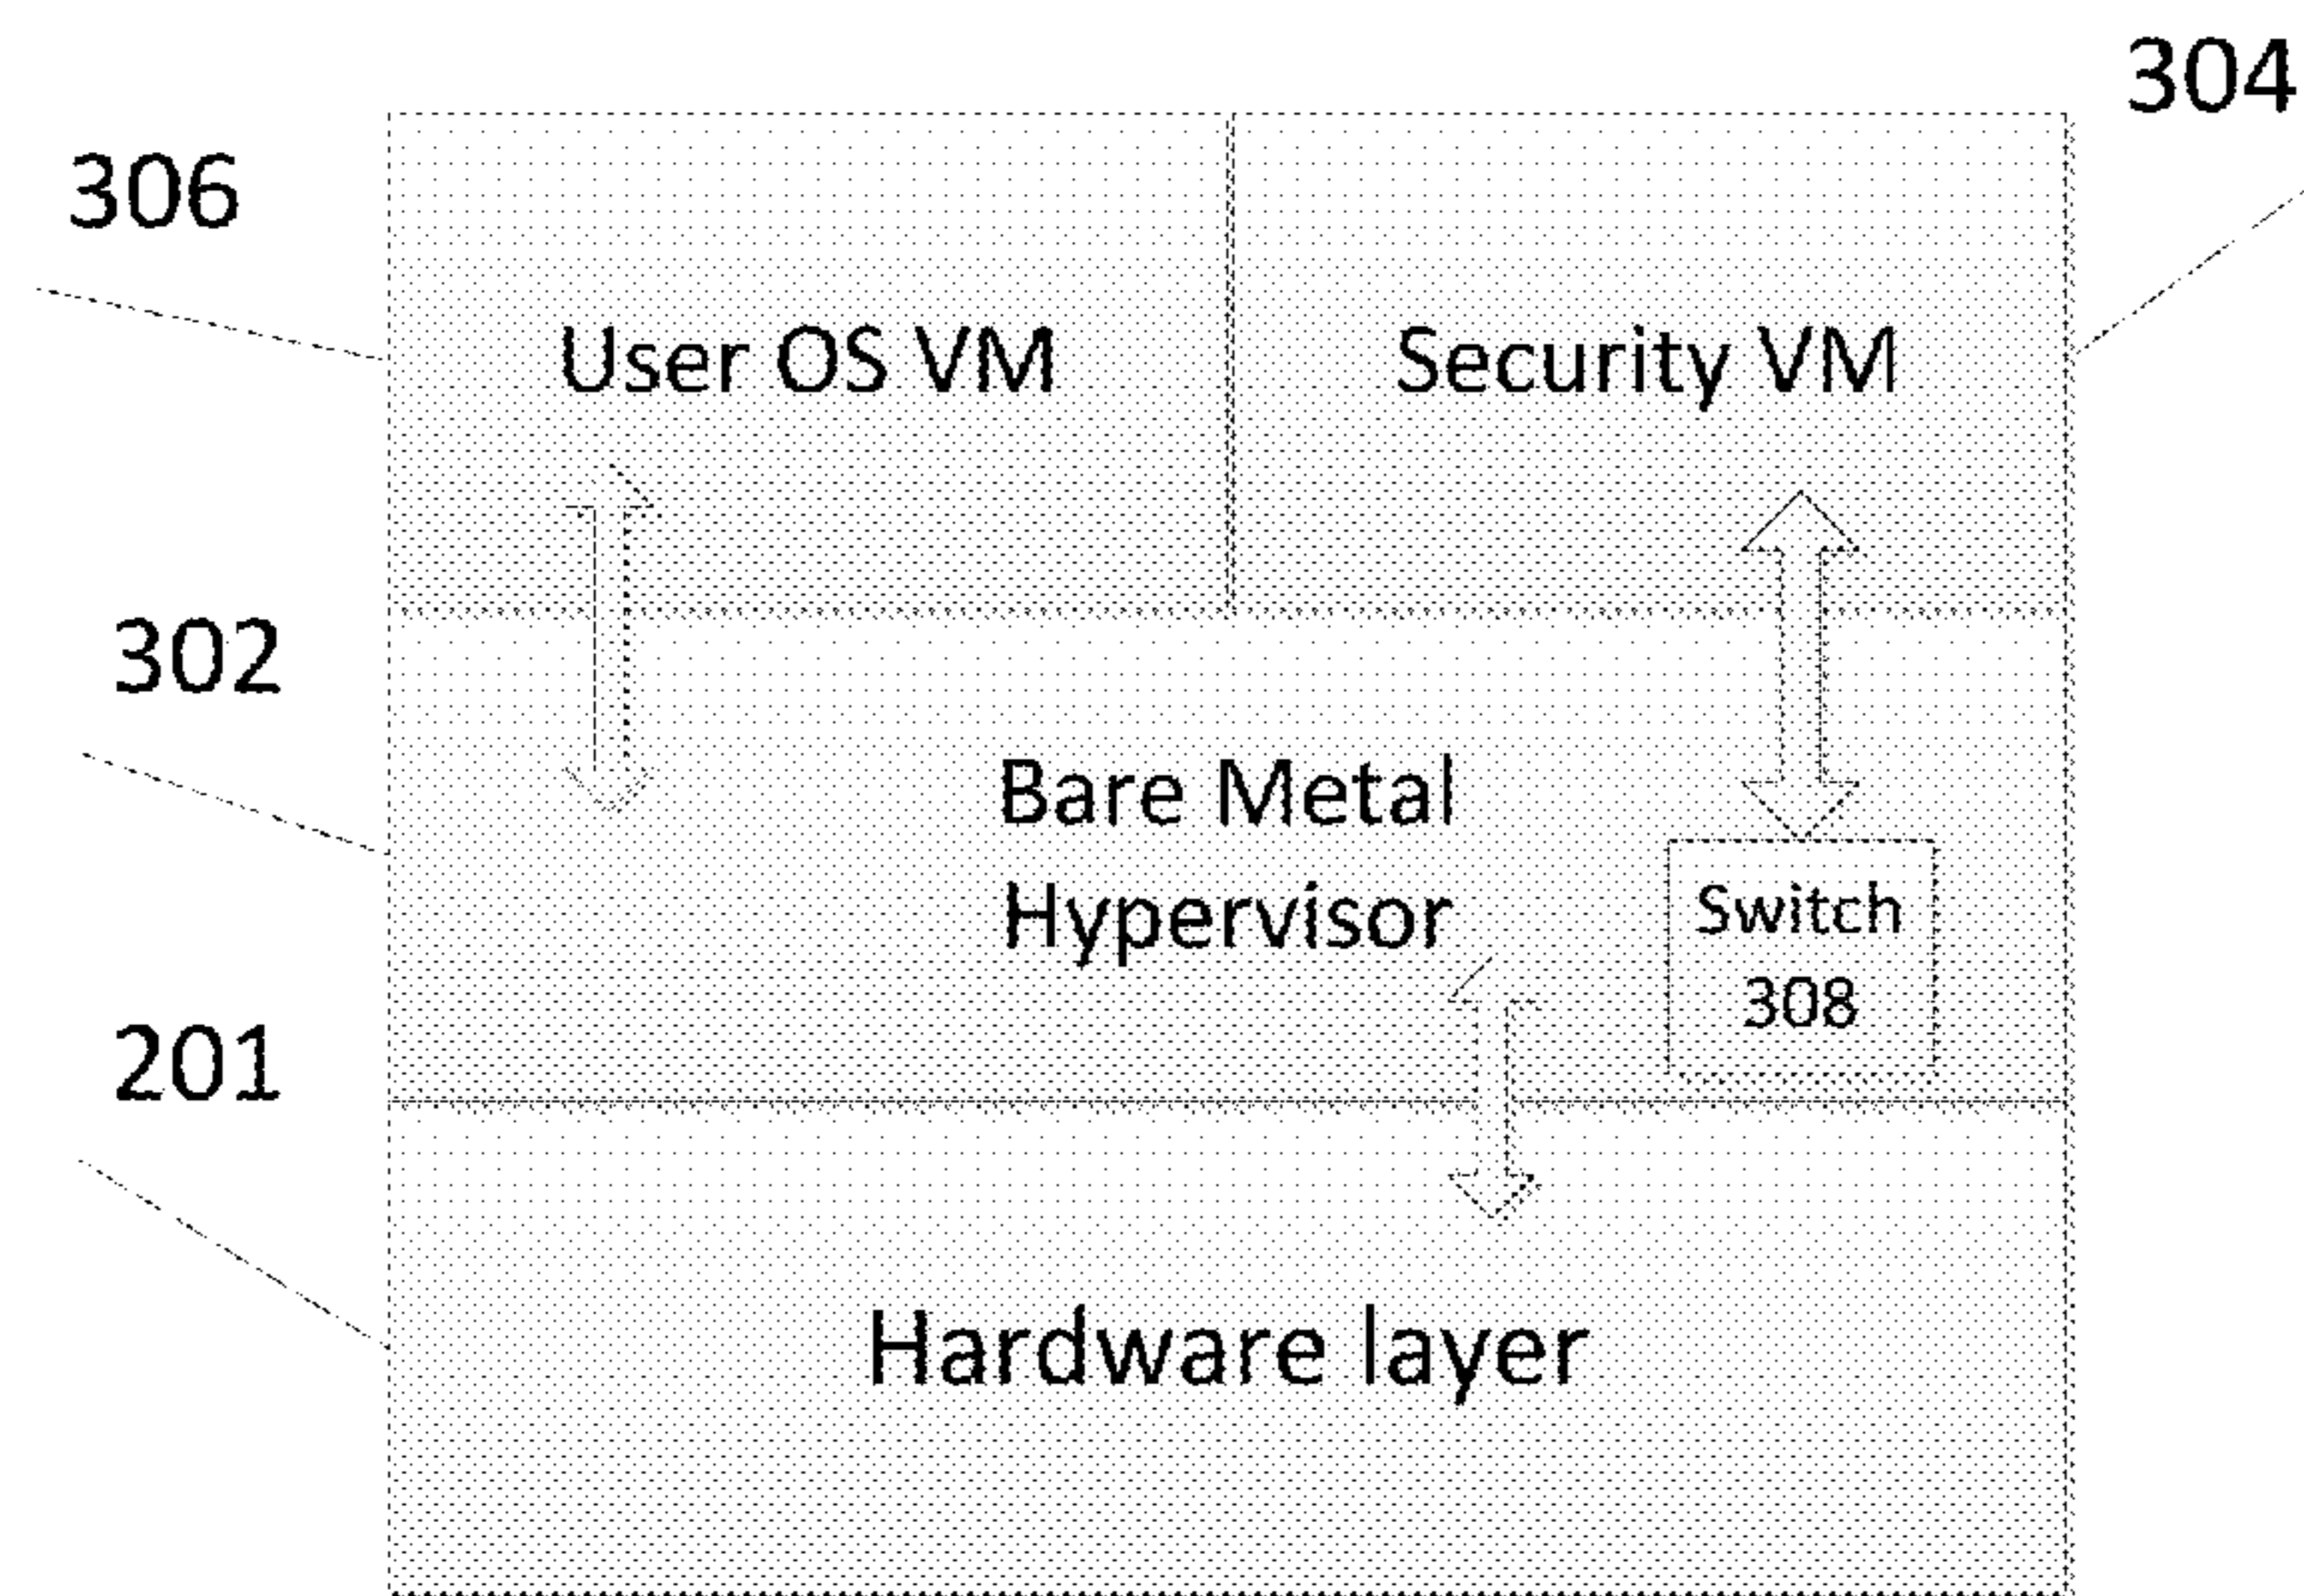 304
306
User OS VM
Security VM
302
Bare Metal
Hypervisor
Switch
308
201
Hardware layer